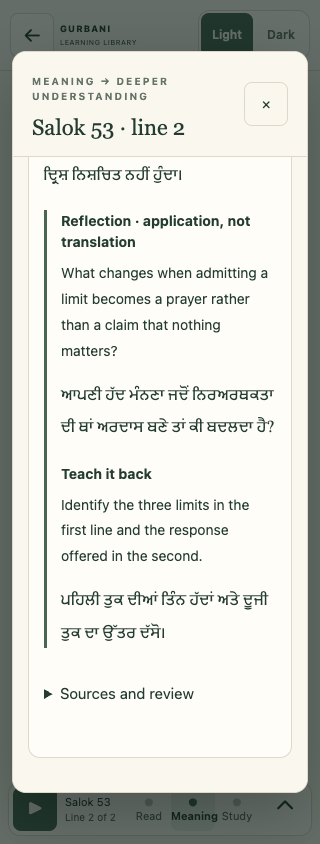 GURBANI
LEARNING LIBRARY
Light
Dark
MEANING → DEEPER
UNDERSTANDING
Salok 53 · line 2
×
ਦ੍ਰਿਸ਼ ਨਿਸ਼ਚਿਤ ਨਹੀਂ ਹੁੰਦਾ।
Reflection · application, not
translation
What changes when admitting a
limit becomes a prayer rather
than a claim that nothing
matters?
ਆਪਣੀ ਹੱਦ ਮੰਨਣਾ ਜਦੋਂ ਨਿਰਅਰਥਕਤਾ
ਦੀ ਥਾਂ ਅਰਦਾਸ ਬਣੇ ਤਾਂ ਕੀ ਬਦਲਦਾ ਹੈ?
Teach it back
Identify the three limits in the
first line and the response
offered in the second.
ਪਹਿਲੀ ਤੁਕ ਦੀਆਂ ਤਿੰਨ ਹੱਦਾਂ ਅਤੇ ਦੂਜੀ
ਤੁਕ ਦਾ ਉੱਤਰ ਦੱਸੋ।
Sources and review
Salok 53
Line 2 of 2
Read
Meaning
Study